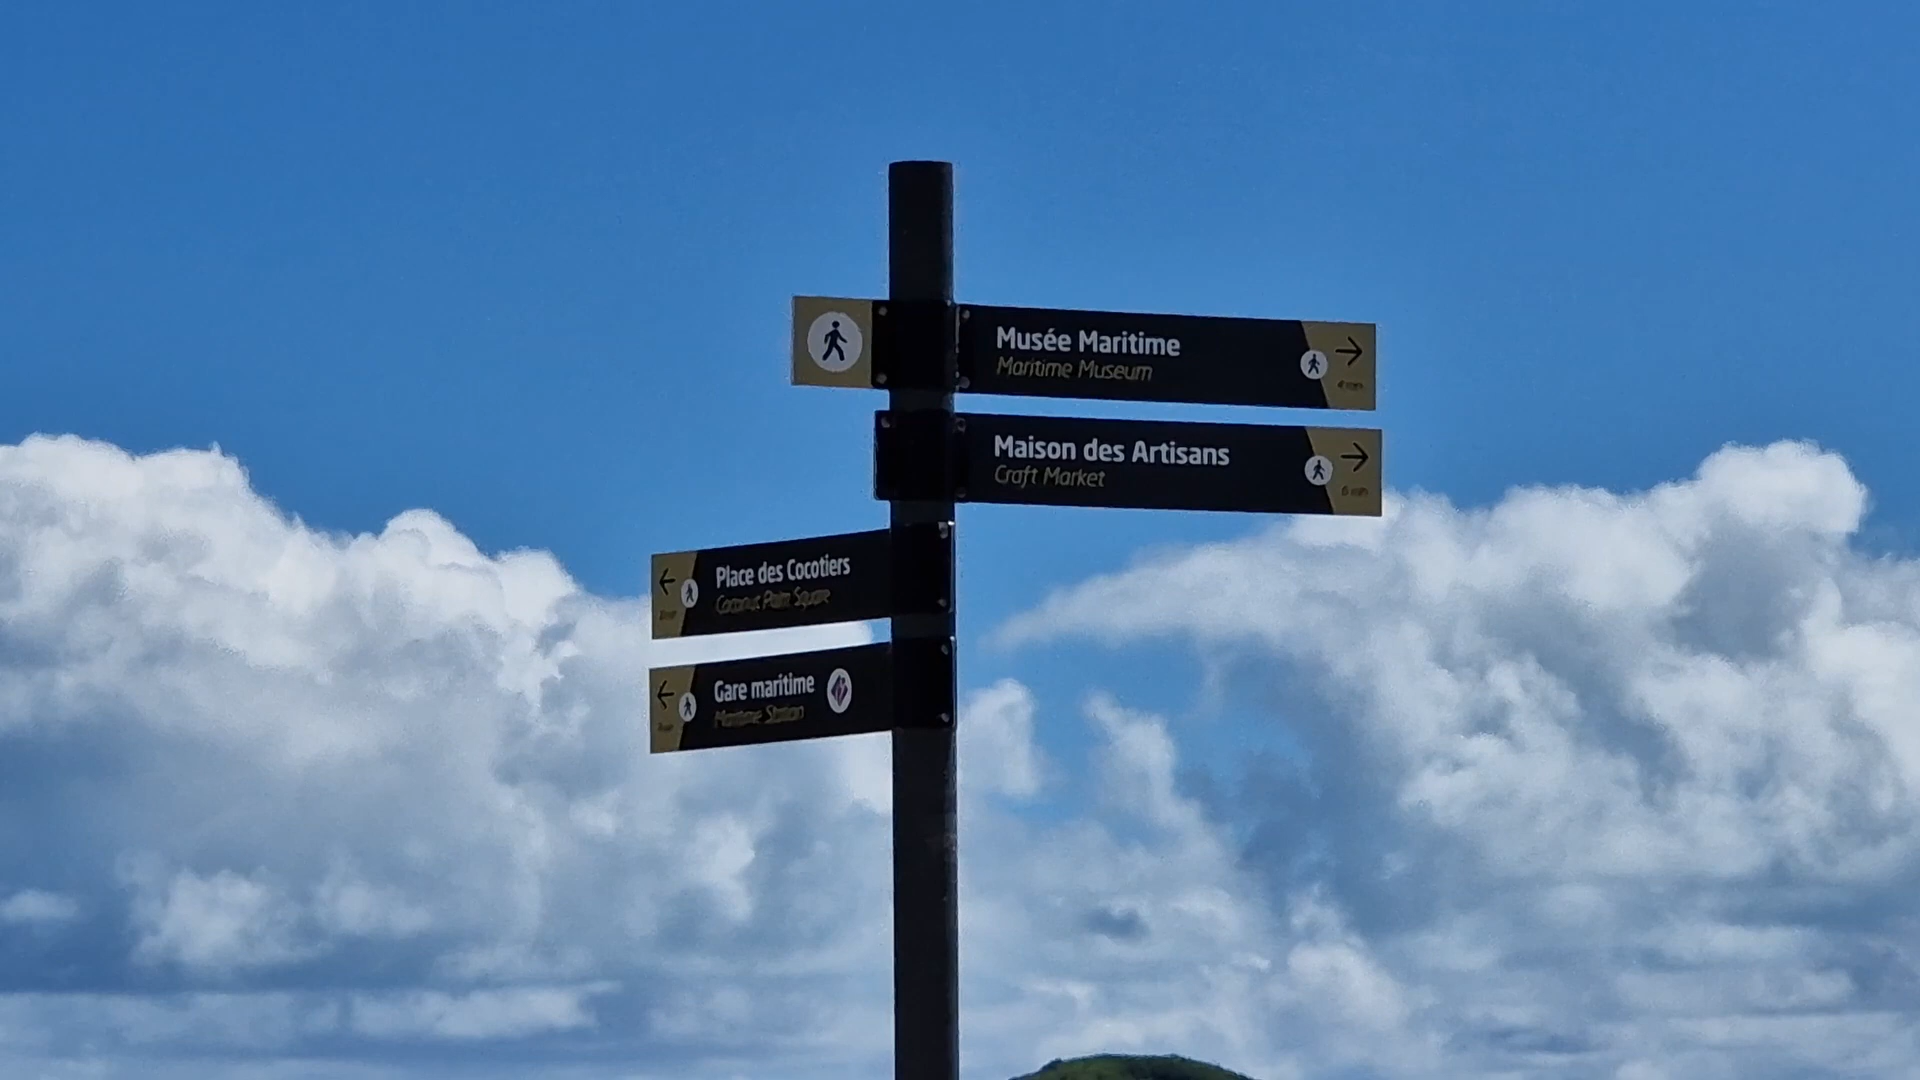 Musée Maritime
Maritime Museum
Maison des Artisans
Craft Market
Place des Cocotiers
Coconut Palm Square
Gare maritime
Maritime Station